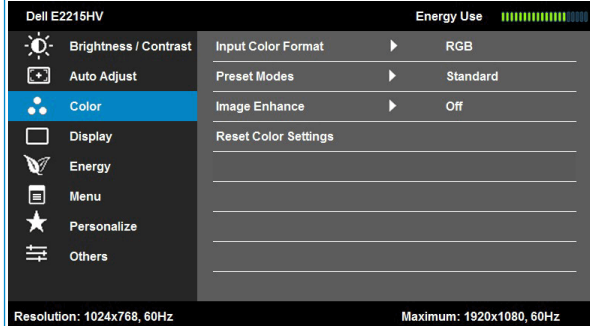 Dell E2215HV Energy Use
Brightness / Contrast Input Color Format RGB
Auto Adjust Preset Modes Standard
Color Image Enhance Off
Display Reset Color Settings
Energy
Menu
Personalize
Others
Resolution: 1024x768, 60Hz Maximum: 1920x1080, 60Hz